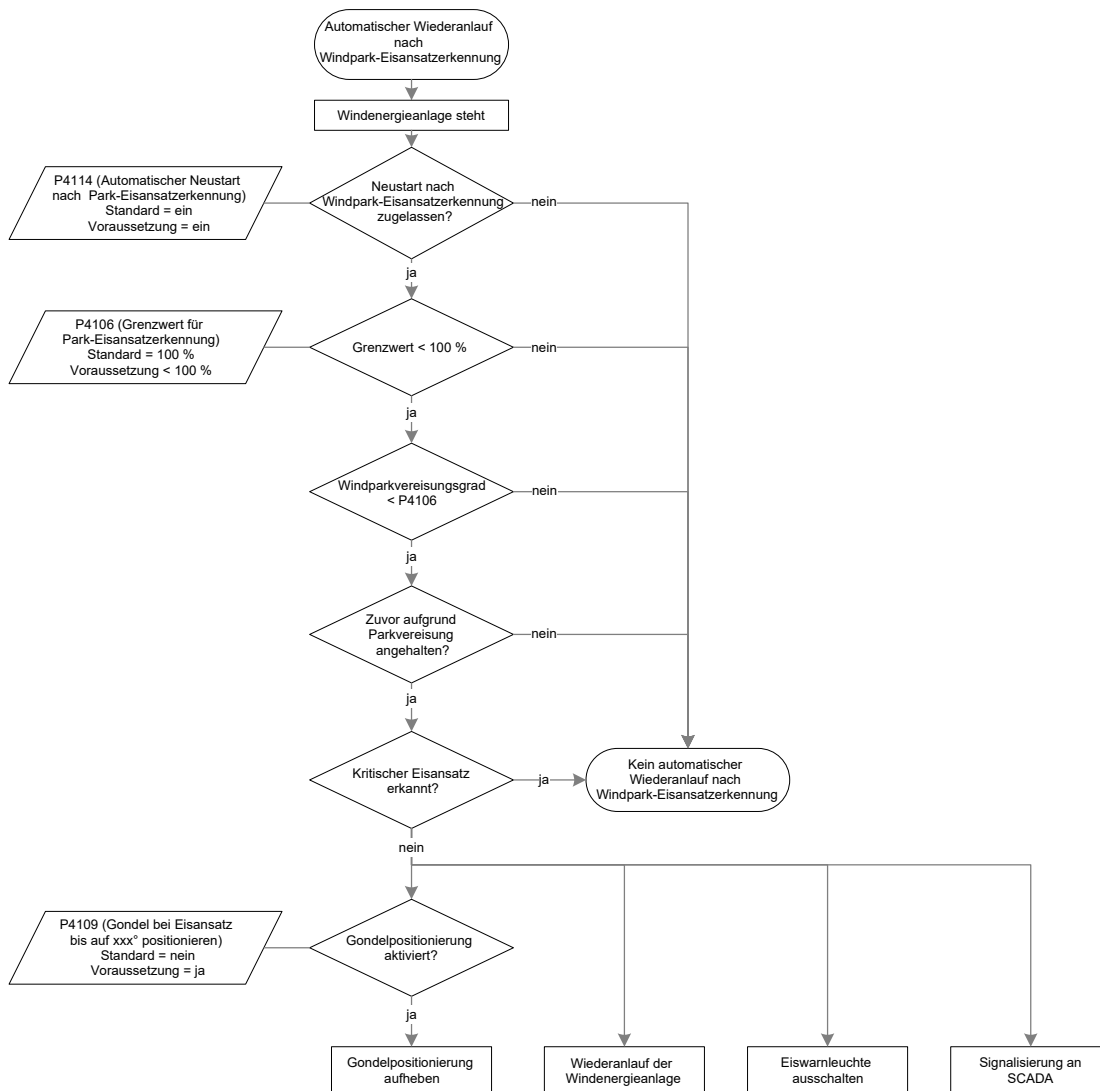 Automatischer Wiederanlauf
nach
Windpark-Eisansatzerkennung
Windenergieanlage steht
P4114 (Automatischer Neustart
nach Park-Eisansatzerkennung)
Standard = ein
Voraussetzung = ein
Neustart nach
Windpark-Eisansatzerkennung
zugelassen?
nein
ja
P4106 (Grenzwert für
Park-Eisansatzerkennung)
Standard = 100 %
Voraussetzung < 100 %
Grenzwert < 100 %
nein
ja
Windparkvereisungsgrad
< P4106
nein
ja
Zuvor aufgrund
Parkvereisung
angehalten?
nein
ja
Kritischer Eisansatz
erkannt?
ja
Kein automatischer
Wiederanlauf nach
Windpark-Eisansatzerkennung
nein
P4109 (Gondel bei Eisansatz
bis auf xxx° positionieren)
Standard = nein
Voraussetzung = ja
Gondelpositionierung
aktiviert?
ja
Gondelpositionierung
aufheben
Wiederanlauf der
Windenergieanlage
Eiswarnleuchte
ausschalten
Signalisierung an
SCADA